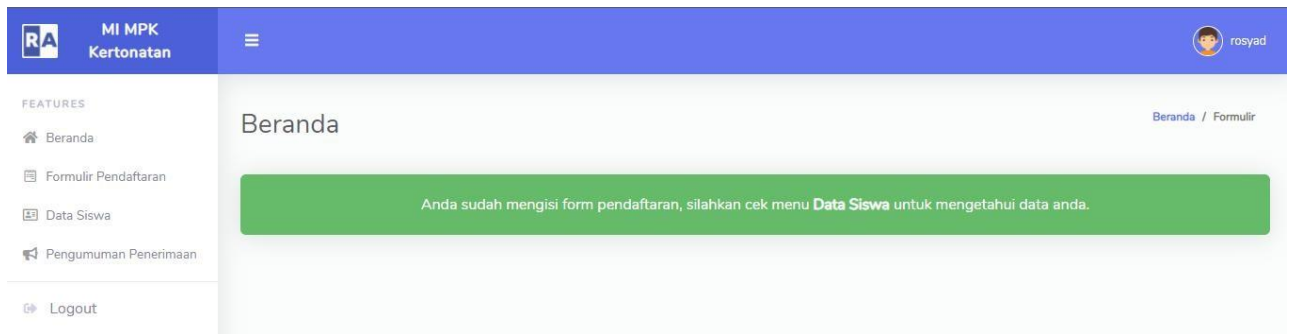 RA
MI MPK
Kertonatan
rosyad
FEATURES
Beranda
Formulir Pendaftaran
Data Siswa
Pengumuman Penerimaan
Logout
Beranda
Beranda / Formulir
Anda sudah mengisi form pendaftaran, silahkan cek menu Data Siswa untuk mengetahui data anda.